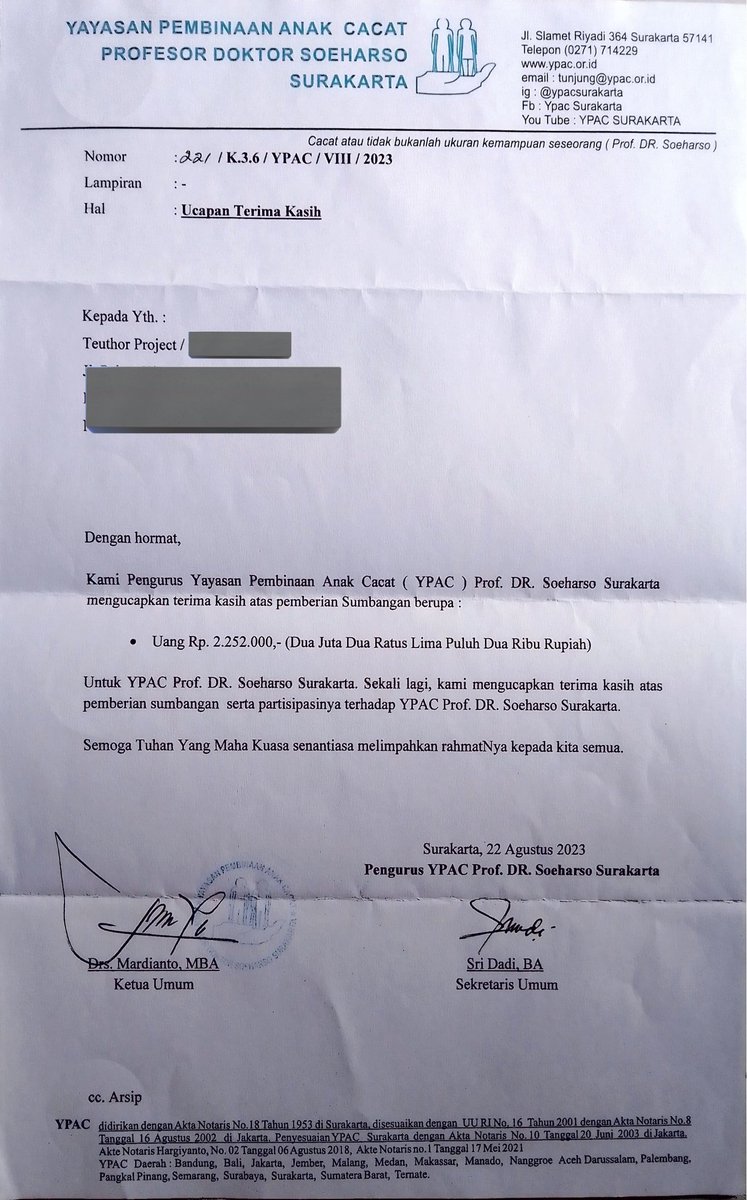 YAYASAN PEMBINAAN ANAK CACAT
PROFESOR DOKTOR SOEHARSO
SURAKARTA
Jl. Slamet Riyadi 364 Surakarta 57141
Telepon (0271) 714229
www.ypac.or.id
email : tunjung@ypac.or.id
ig : @ypacsurakarta
Fb : Ypac Surakarta
You Tube : YPAC SURAKARTA
Cacat atau tidak bukanlah ukuran kemampuan seseorang ( Prof. DR. Soeharso )
Nomor : 221 / K.3.6 / YPAC / VIII / 2023
Lampiran : -
Hal : Ucapan Terima Kasih
Kepada Yth. :
Teuthor Project /
Dengan hormat,
Kami Pengurus Yayasan Pembinaan Anak Cacat ( YPAC ) Prof. DR. Soeharso Surakarta
mengucapkan terima kasih atas pemberian Sumbangan berupa :
• Uang Rp. 2.252.000,- (Dua Juta Dua Ratus Lima Puluh Dua Ribu Rupiah)
Untuk YPAC Prof. DR. Soeharso Surakarta. Sekali lagi, kami mengucapkan terima kasih atas
pemberian sumbangan serta partisipasinya terhadap YPAC Prof. DR. Soeharso Surakarta.
Semoga Tuhan Yang Maha Kuasa senantiasa melimpahkan rahmatNya kepada kita semua.
Surakarta, 22 Agustus 2023
Pengurus YPAC Prof. DR. Soeharso Surakarta
YAYASAN PEMBINAAN ANAK
Drs. Mardianto, MBA
Ketua Umum
Sri Dadi, BA
Sekretaris Umum
cc. Arsip
YPAC didirikan dengan Akta Notaris No.18 Tahun 1953 di Surakarta, disesuaikan dengan UU RI No. 16 Tahun 2001 dengan Akta Notaris No.8
Tanggal 16 Agustus 2002 di Jakarta. Penyesuaian YPAC Surakarta dengan Akta Notaris No. 10 Tanggal 20 Juni 2003 di Jakarta.
Akte Notaris Hargiyanto, No. 02 Tanggal 06 Agustus 2018, Akte Notaris no.1 Tanggal 17 Mei 2021
YPAC Daerah : Bandung, Bali, Jakarta, Jember, Malang, Medan, Makassar, Manado, Nanggroe Aceh Darussalam, Palembang,
Pangkal Pinang, Semarang, Surabaya, Surakarta, Sumatera Barat, Ternate.